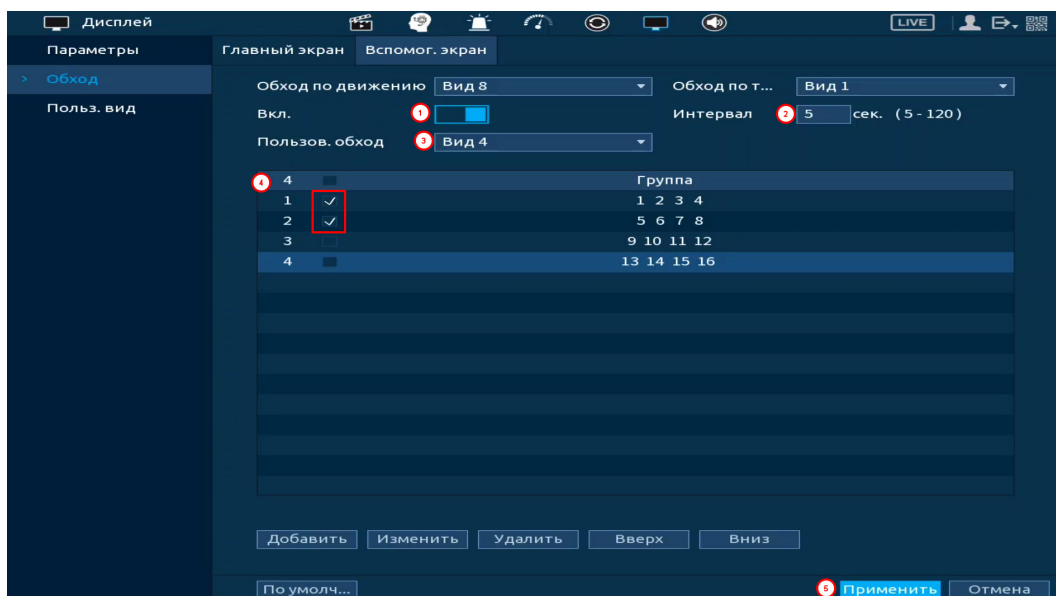 Дисплей LIVE
Параметры
Обход
Польз. вид
Главный экран Вспомог. экран
Обход по движению Вид 8 Обход по т... Вид 1
Вкл. 1 Интервал 2 5 сек. (5-120)
Пользов. обход 3 Вид 4
4 4 Группа
1 1 2 3 4
2 5 6 7 8
3 9 10 11 12
4 13 14 15 16
Добавить Изменить Удалить Вверх Вниз
По умолч... 5 Применить Отмена